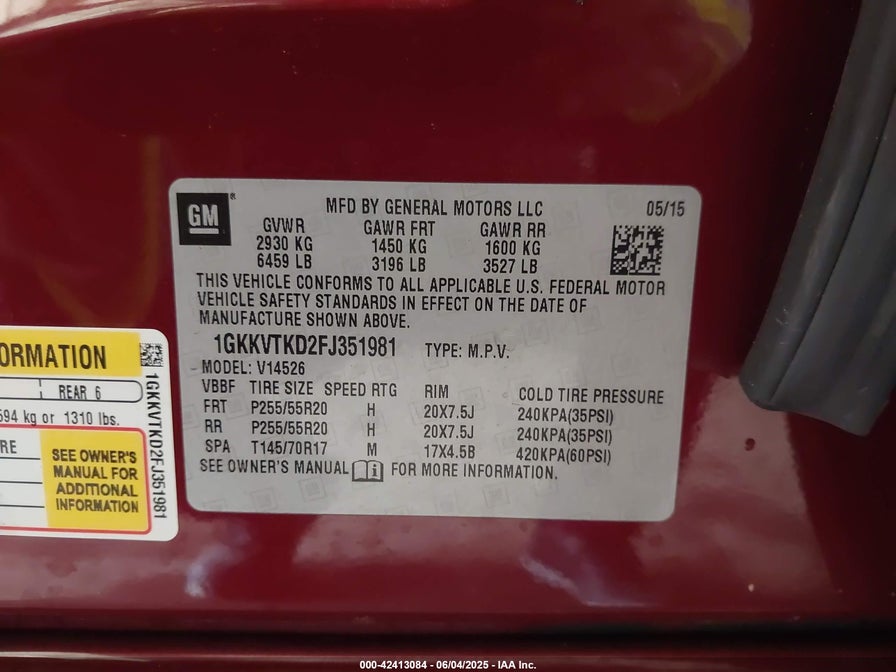 GM ®
MFD BY GENERAL MOTORS LLC 05/15
GVWR GAWR FRT GAWR RR
2930 KG 1450 KG 1600 KG
6459 LB 3196 LB 3527 LB
THIS VEHICLE CONFORMS TO ALL APPLICABLE U.S. FEDERAL MOTOR
VEHICLE SAFETY STANDARDS IN EFFECT ON THE DATE OF
MANUFACTURE SHOWN ABOVE.
1GKKVTKD2FJ351981 TYPE: M.P.V.
MODEL: V14526
VBBF TIRE SIZE SPEED RTG RIM COLD TIRE PRESSURE
FRT P255/55R20 H 20X7.5J 240KPA(35PSI)
RR P255/55R20 H 20X7.5J 240KPA(35PSI)
SPA T145/70R17 M 17X4.5B 420KPA(60PSI)
SEE OWNER'S MANUAL FOR MORE INFORMATION.
ORMATION
REAR 6
594 kg or 1310 lbs.
RE
SEE OWNER'S
MANUAL FOR
ADDITIONAL
INFORMATION
1GKKVTKD2FJ351981
000-42413084 - 06/04/2025 - IAA Inc.